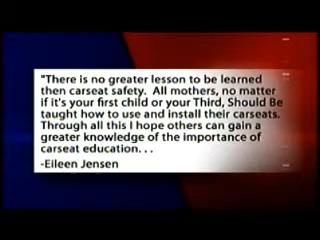 "There is no greater lesson to be learned
then carseat safety.  All mothers, no matter
if it's your first child or your Third, Should Be
taught how to use and install their carseats.
Through all this I hope others can gain a
greater knowledge of the importance of
carseat education. . .
-Eileen Jensen